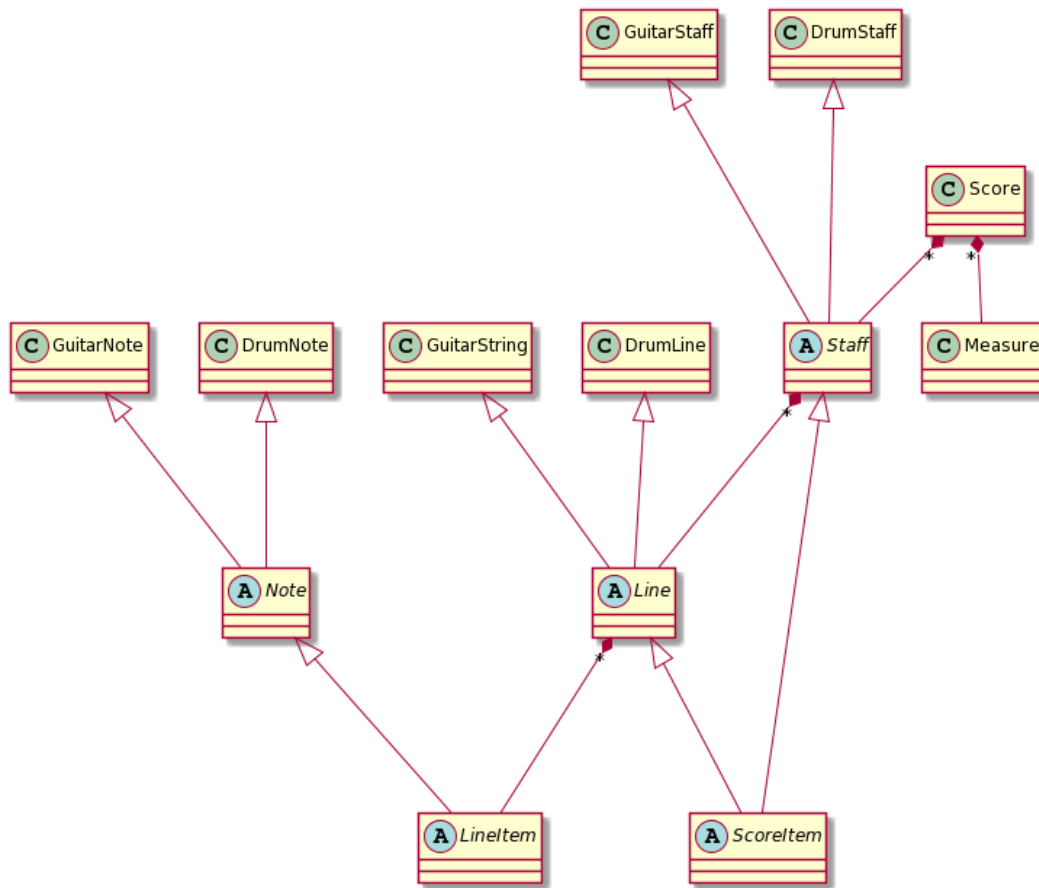 C GuitarStaff
C DrumStaff
C Score
*
*
C GuitarNote
C DrumNote
C GuitarString
C DrumLine
A Staff
C Measure
*
A Note
A Line
*
A LineItem
A ScoreItem